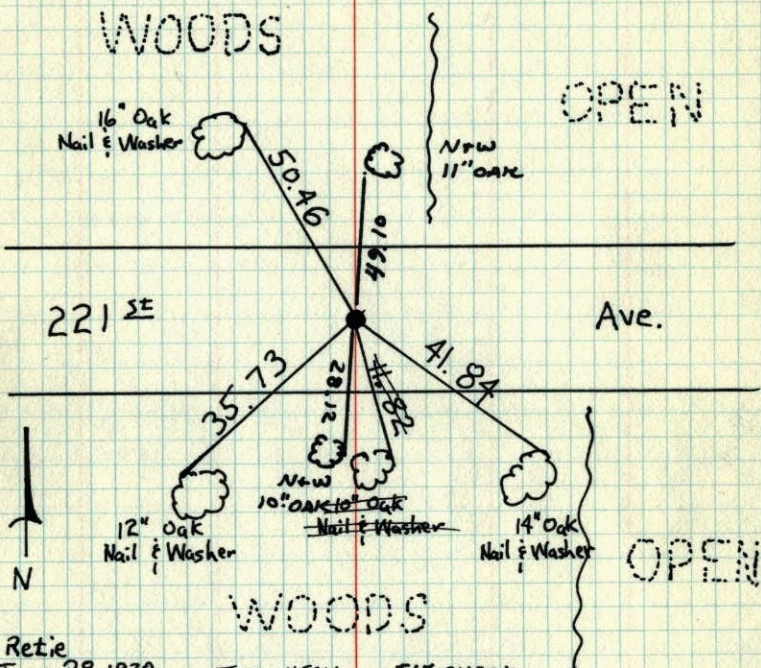 WOODS
OPEN
16" Oak
Nail & Washer
N+W
11" OAK
50.46
49.10
221 st
Ave.
35.73
21.82
41.84
N+W
10" OAK 10" Oak
Nail & Washer
12" Oak
Nail & Washer
14" Oak
Nail & Washer
N
OPEN
WOODS
Retie